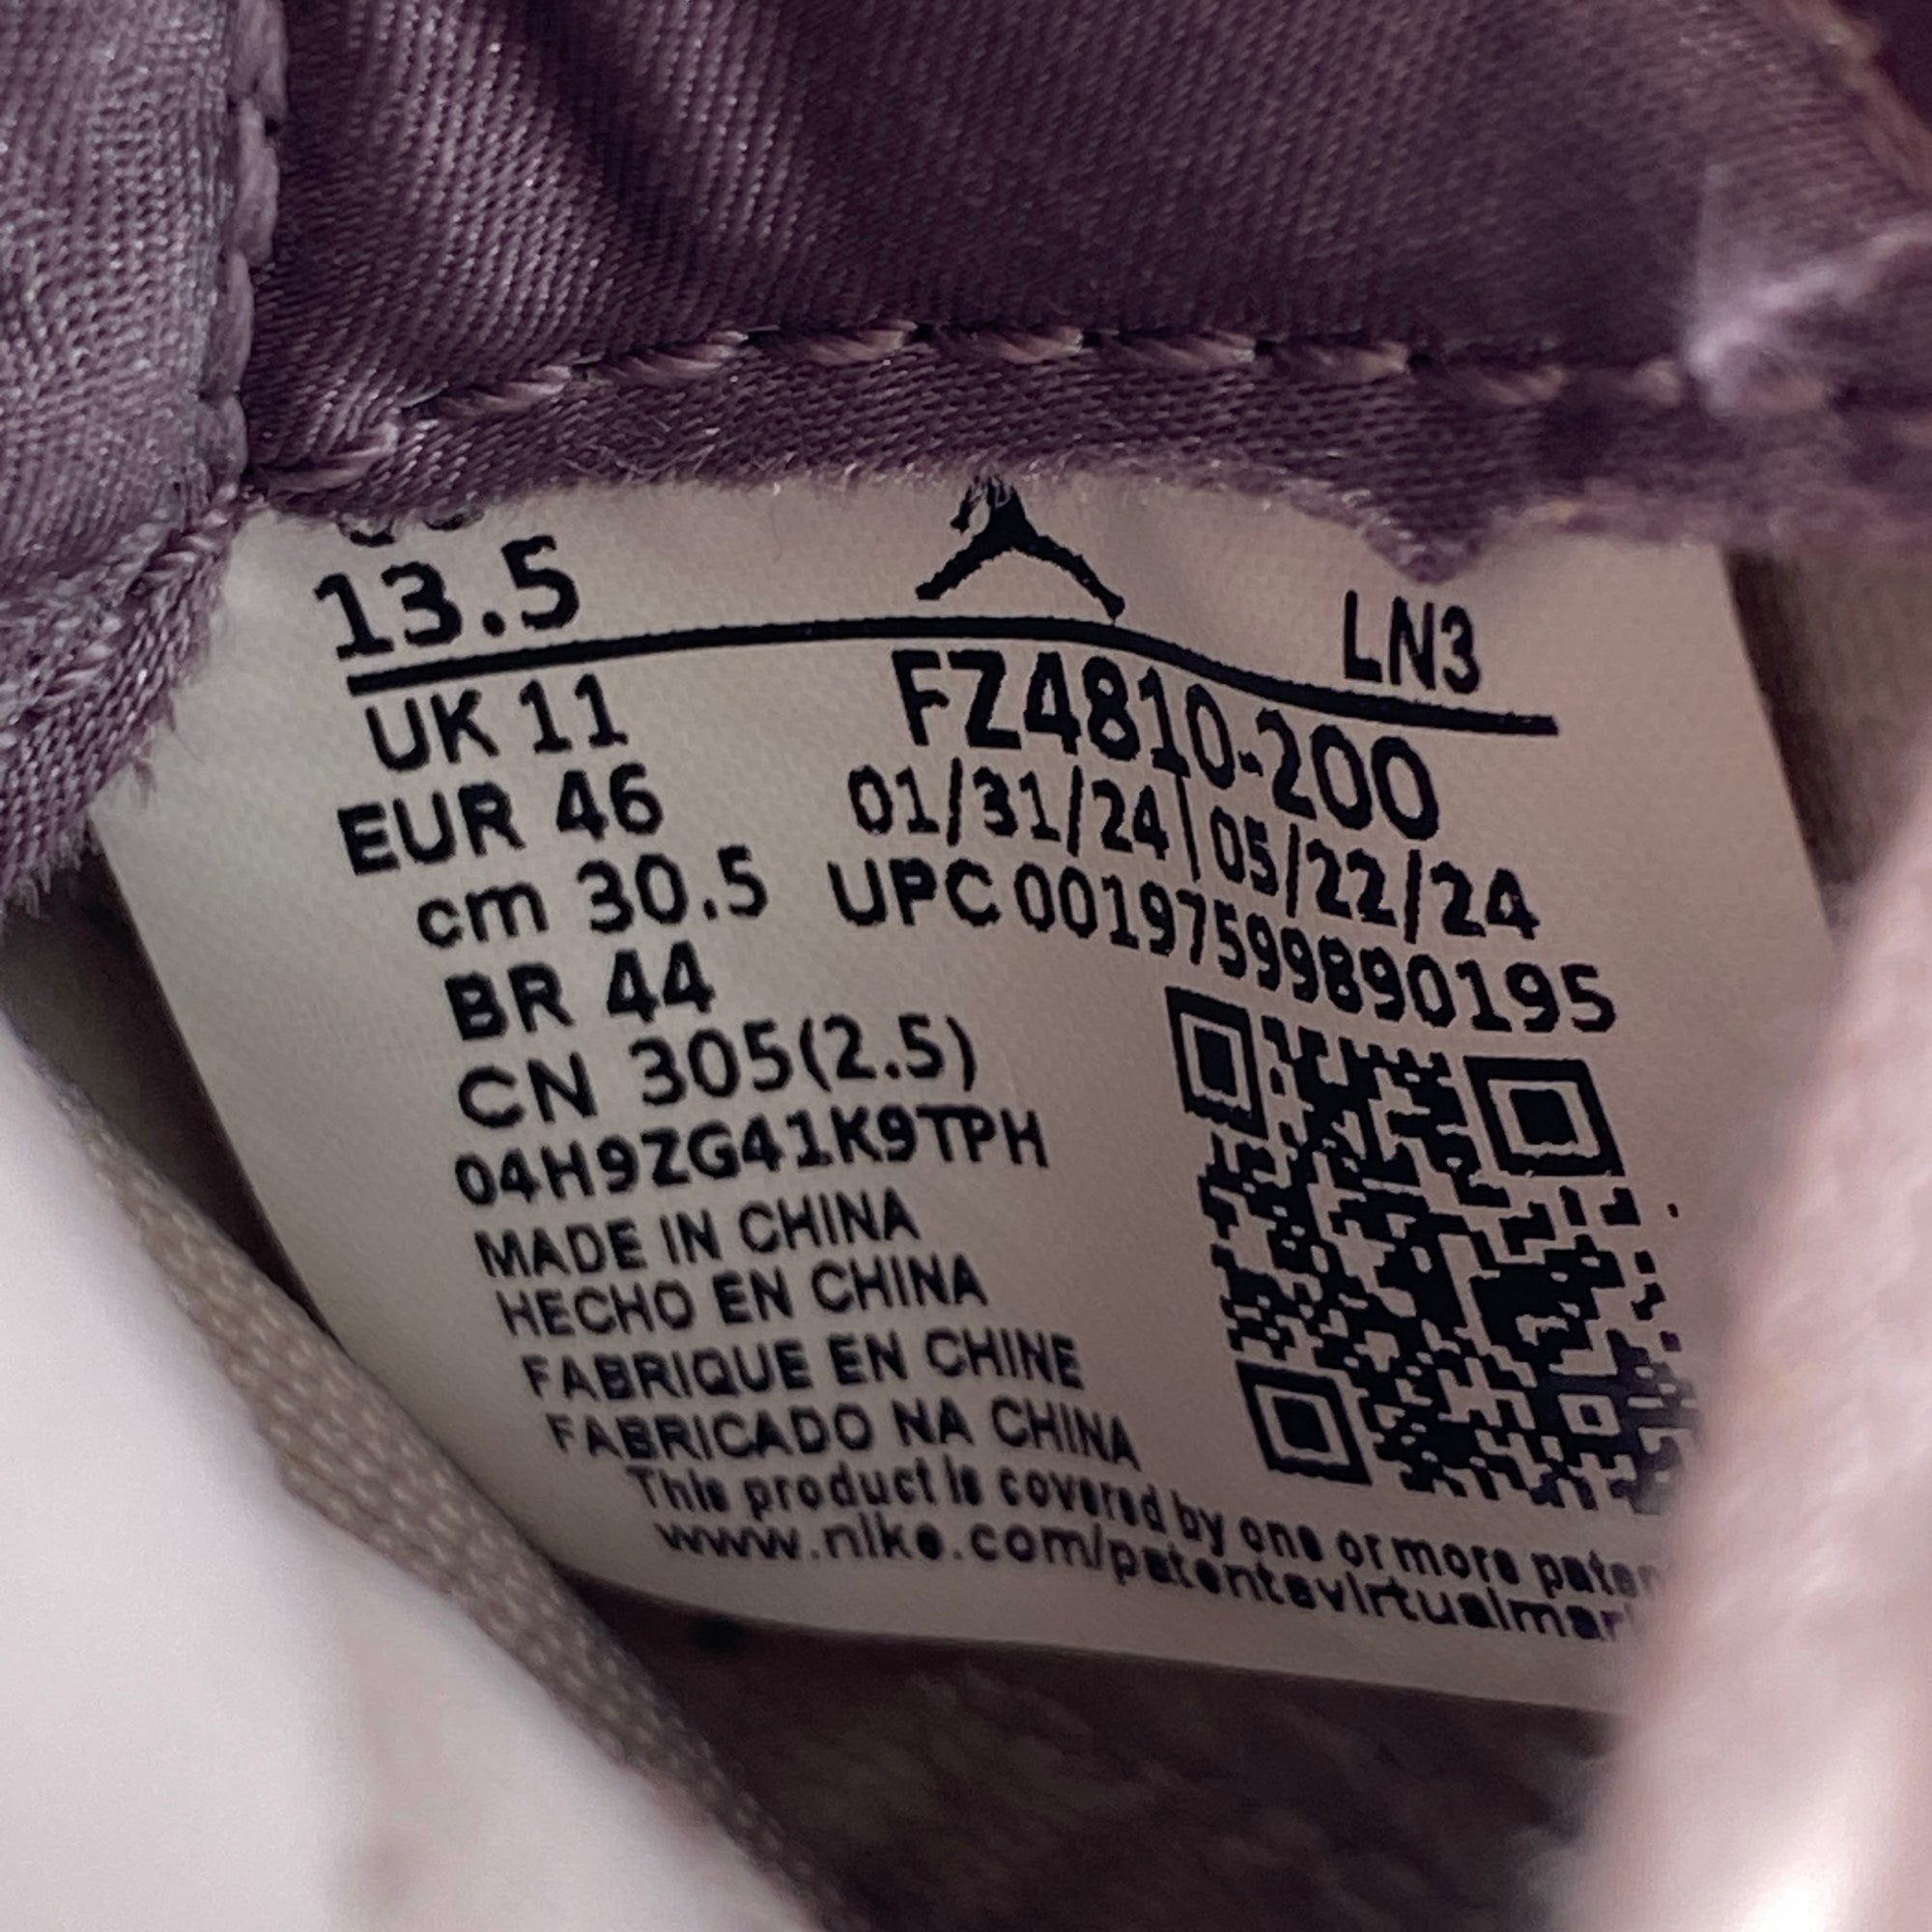 13.5
LN3
UK 11
FZ4810-200
EUR 46
01/31/24|05/22/24
cm 30.5
UPC 00197599890195
BR 44
CN 305(2.5)
04H9ZG41K9TPH
MADE IN CHINA
HECHO EN CHINA
FABRIQUE EN CHINE
FABRICADO NA CHINA
This product is covered by one or more
www.nike.com/patentsvirtualmar